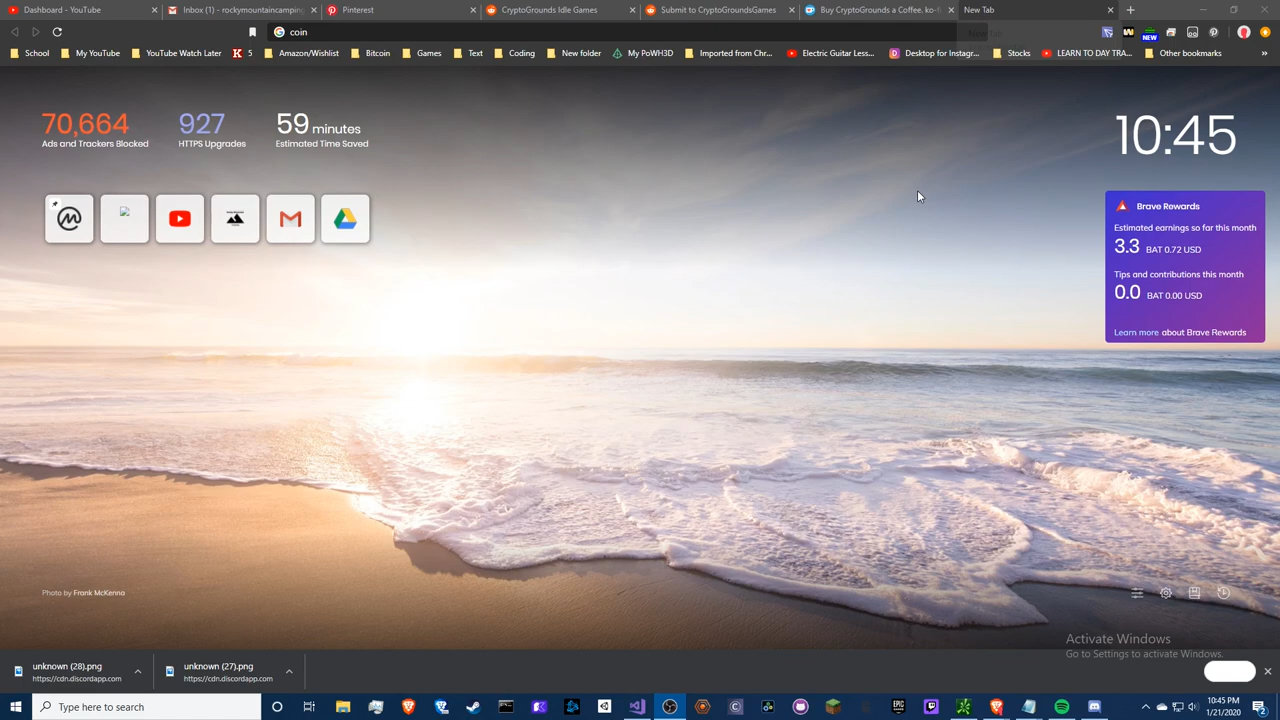 Dashboard - YouTube
Inbox (1) - rockymountaincamping
Pinterest
CryptoGrounds Idle Games
Submit to CryptoGroundsGames
Buy CryptoGrounds a Coffee. ko-fi
New Tab
coin
New Tab
NEW
School
My YouTube
YouTube Watch Later
5
Amazon/Wishlist
Bitcoin
Games
Text
Coding
New folder
My PoWH3D
Imported from Chr...
Electric Guitar Less...
Desktop for Instagr...
Stocks
LEARN TO DAY TRA...
Other bookmarks
70,664
Ads and Trackers Blocked
927
HTTPS Upgrades
59 minutes
Estimated Time Saved
10:45
Brave Rewards
Estimated earnings so far this month
3.3 BAT 0.72 USD
Tips and contributions this month
0.0 BAT 0.00 USD
Learn more about Brave Rewards
Photo by Frank McKenna
Activate Windows
Go to Settings to activate Windows.
unknown (28).png
https://cdn.discordapp.com
unknown (27).png
https://cdn.discordapp.com
Type here to search
EPIC
GAMES
10:45 PM
1/21/2020
2